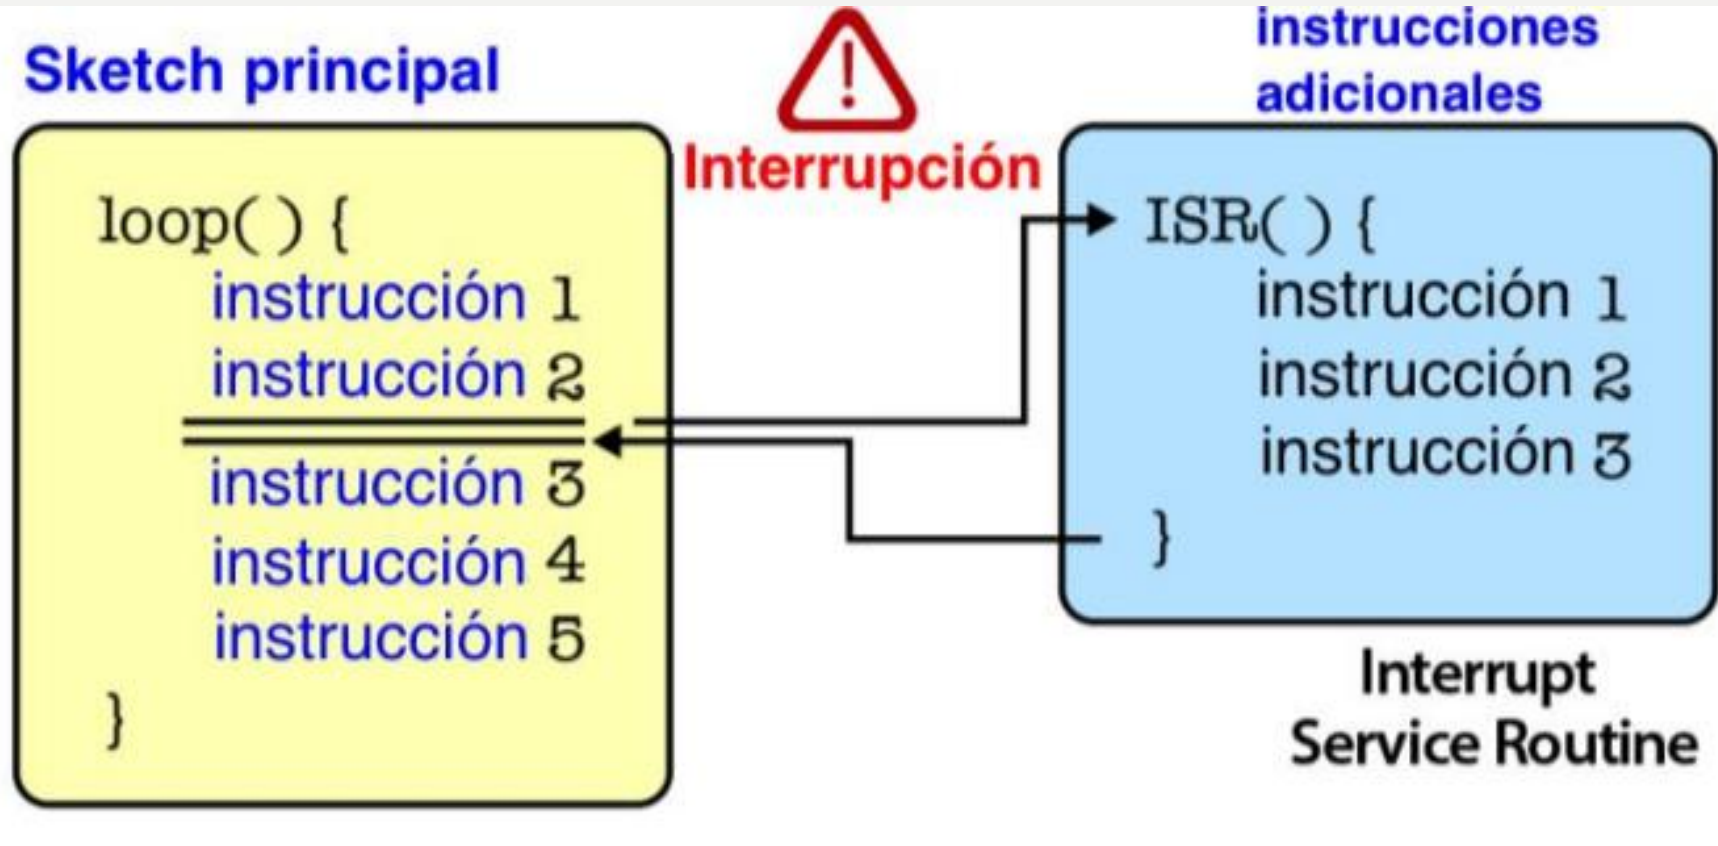 Sketch principal
loop( ) {
instrucción 1
instrucción 2
instrucción 3
instrucción 4
instrucción 5
}
!
Interrupción
instrucciones
adicionales
ISR( ) {
instrucción 1
instrucción 2
instrucción 3
}
Interrupt
Service Routine